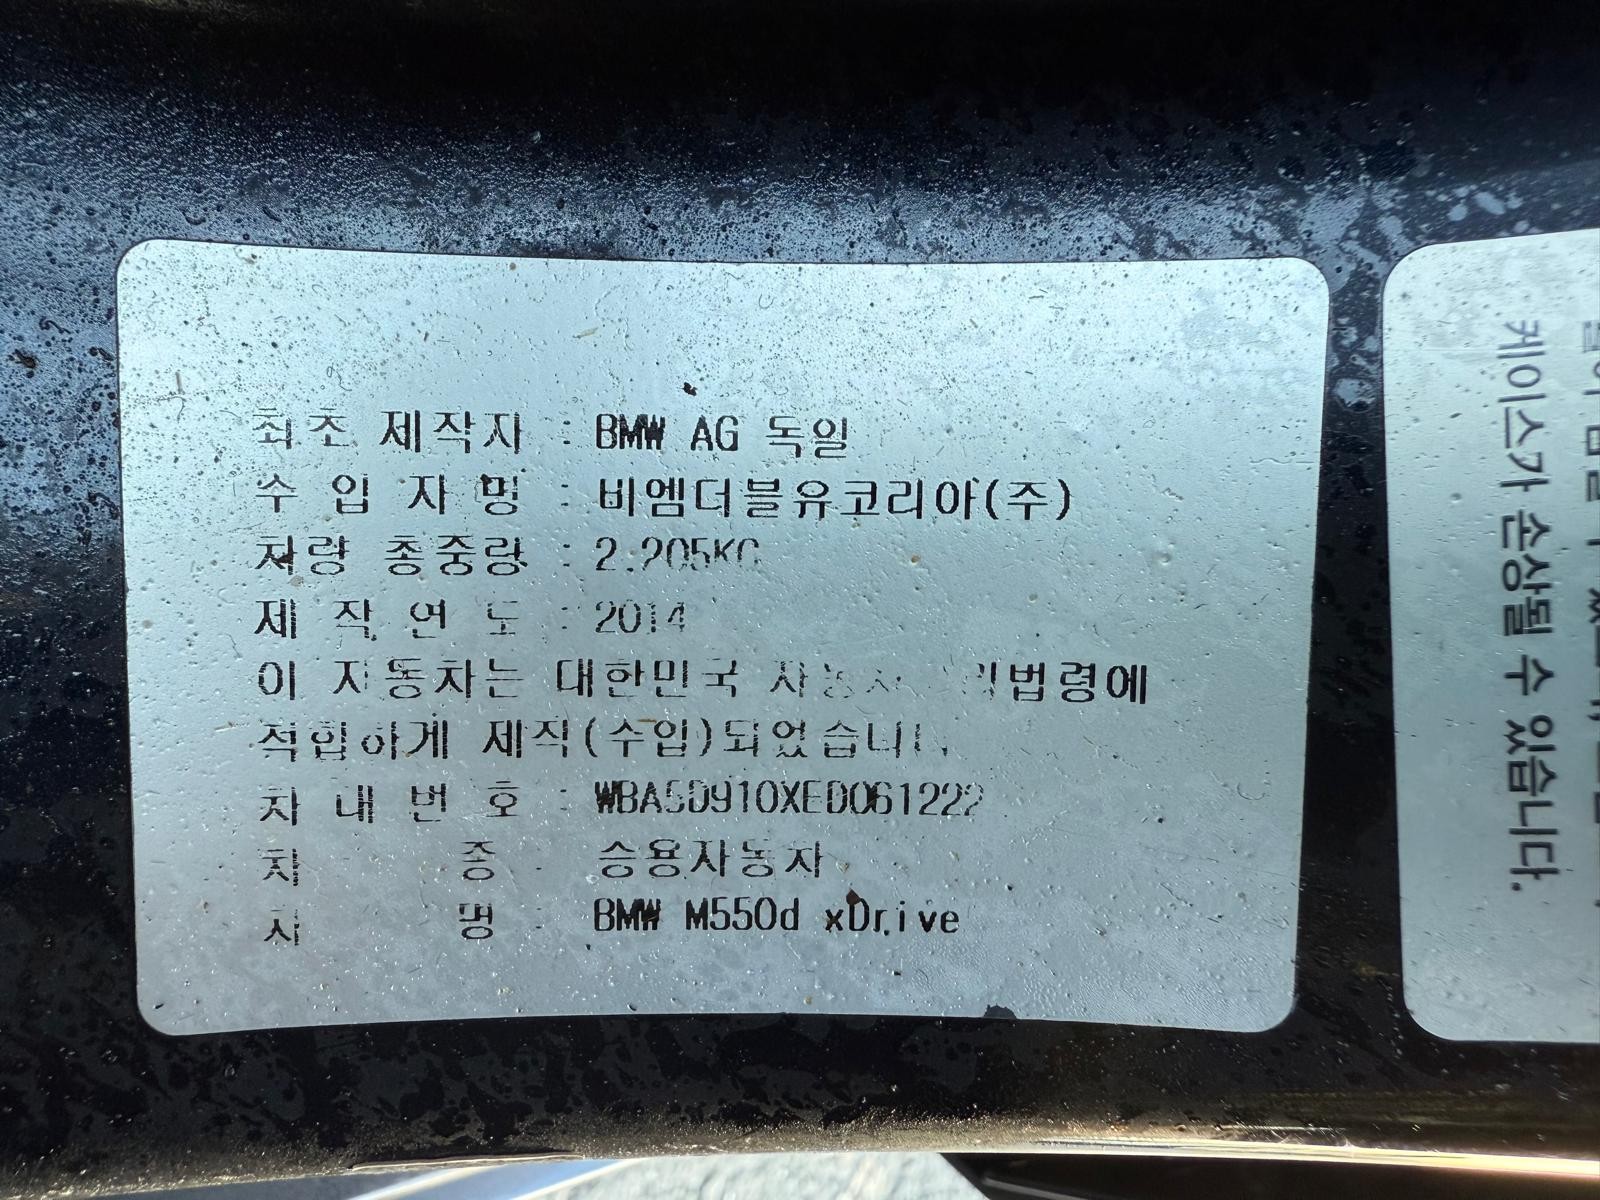 최초 제작자 : BMW AG 독일
수 입 자 명 : 비엠더블유코리아(주)
차량 총중량 : 2.205KG
제 작 연 도 : 2014
이 자동차는 대한민국 법령에
적합하게 제작(수입)되었습니다.
차 대 번 호 : WBA5D910XED061222
차 종 : 승용자동차
차 명 : BMW M550d xDrive
케이스가 손상될 수 있습니다.